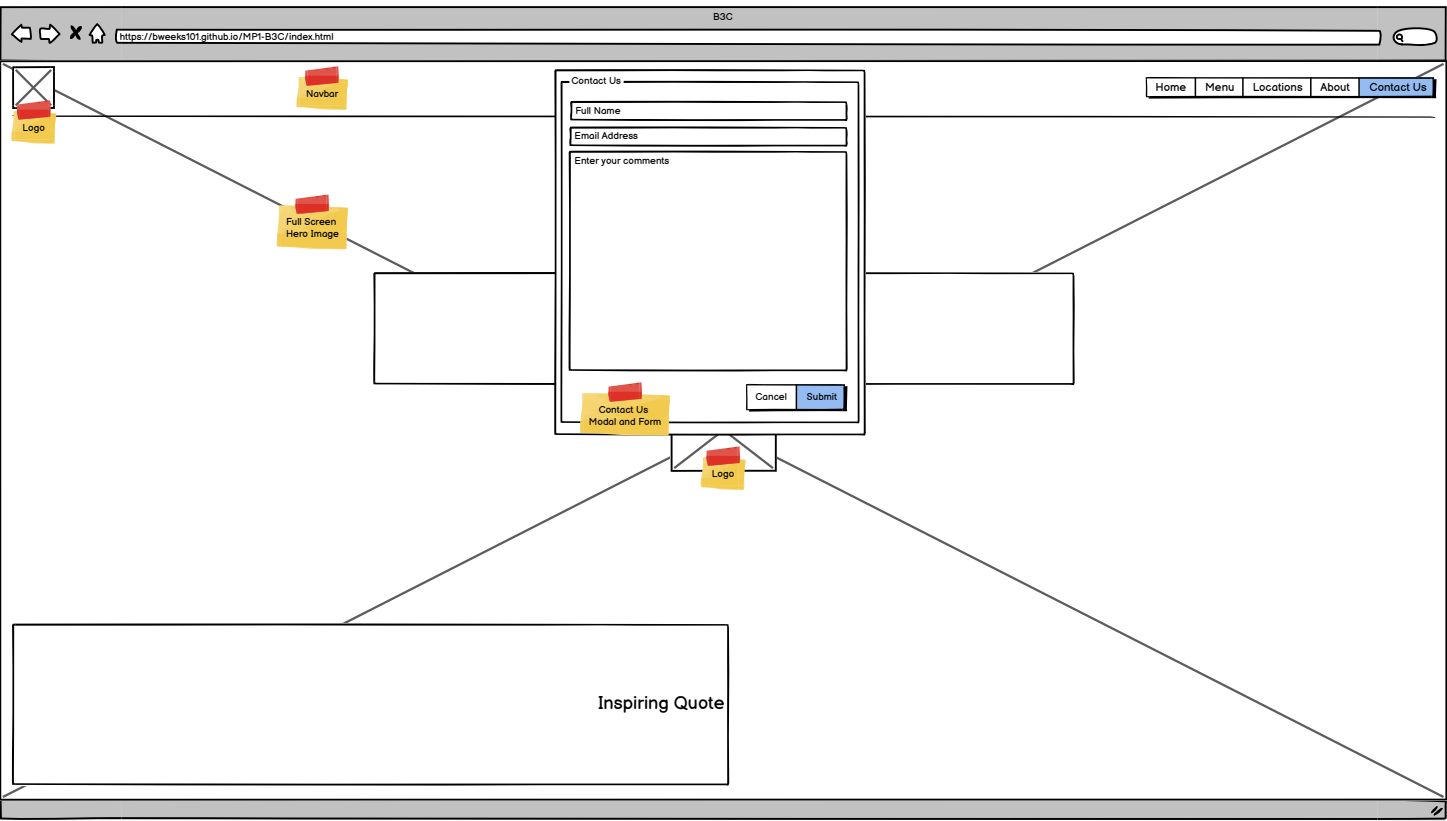 B3C
https://bweeks101.github.io/MP1-B3C/index.html
Navbar
Logo
Home Menu Locations About Contact Us
Contact Us
Full Name
Email Address
Enter your comments
Full Screen
Hero Image
Cancel Submit
Contact Us
Modal and Form
Logo
Inspiring Quote